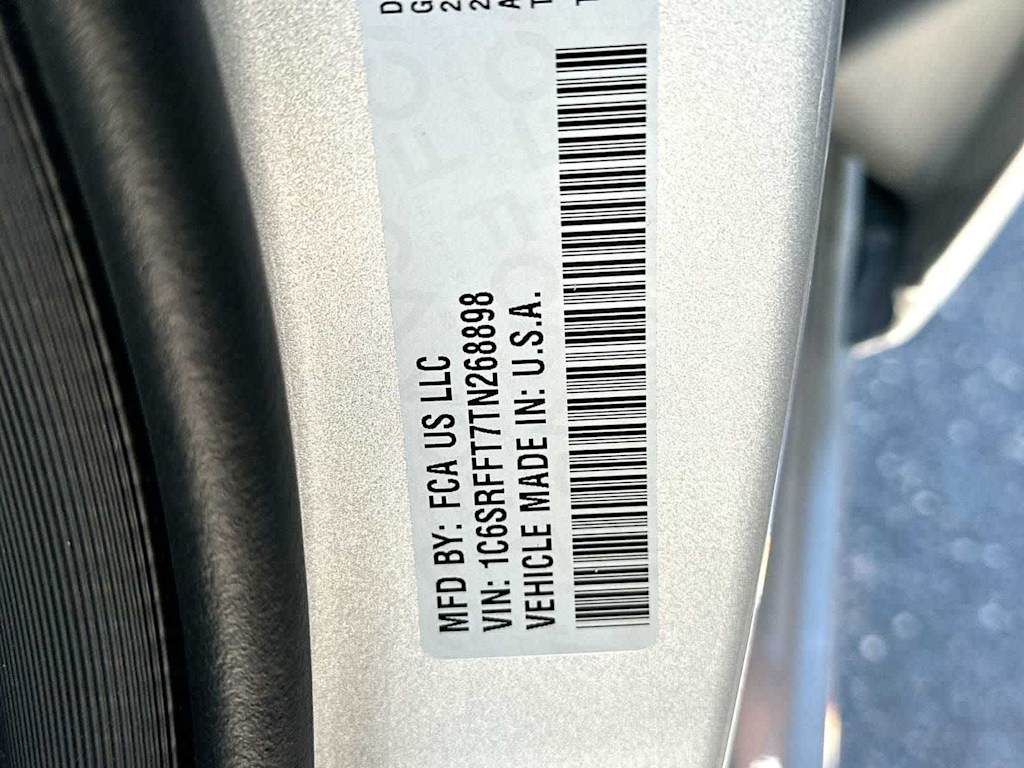 MFD BY: FCA US LLC
VIN: 1C6SRFFT7TN268898
VEHICLE MADE IN: U.S.A.